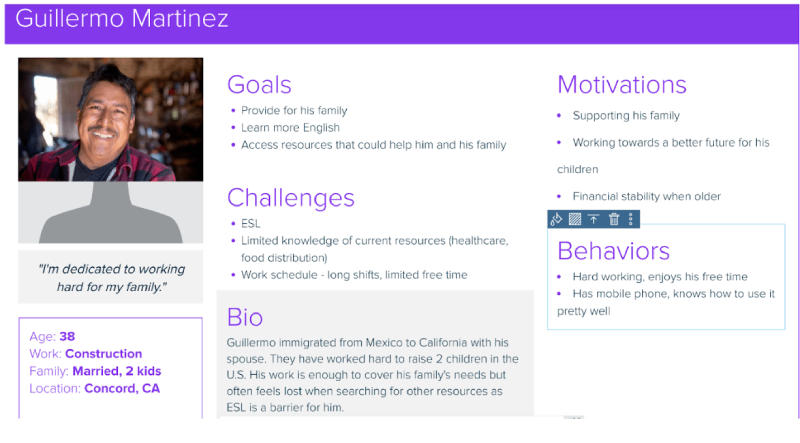 Guillermo Martinez
"I'm dedicated to working
hard for my family."
Age: 38
Work: Construction
Family: Married, 2 kids
Location: Concord, CA
Goals
• Provide for his family
• Learn more English
• Access resources that could help him and his family
Challenges
• ESL
• Limited knowledge of current resources (healthcare,
food distribution)
• Work schedule - long shifts, limited free time
Bio
Guillermo immigrated from Mexico to California with his
spouse. They have worked hard to raise 2 children in the
U.S. His work is enough to cover his family's needs but
often feels lost when searching for other resources as
ESL is a barrier for him.
Motivations
• Supporting his family
• Working towards a better future for his
children
• Financial stability when older
Behaviors
• Hard working, enjoys his free time
• Has mobile phone, knows how to use it
pretty well